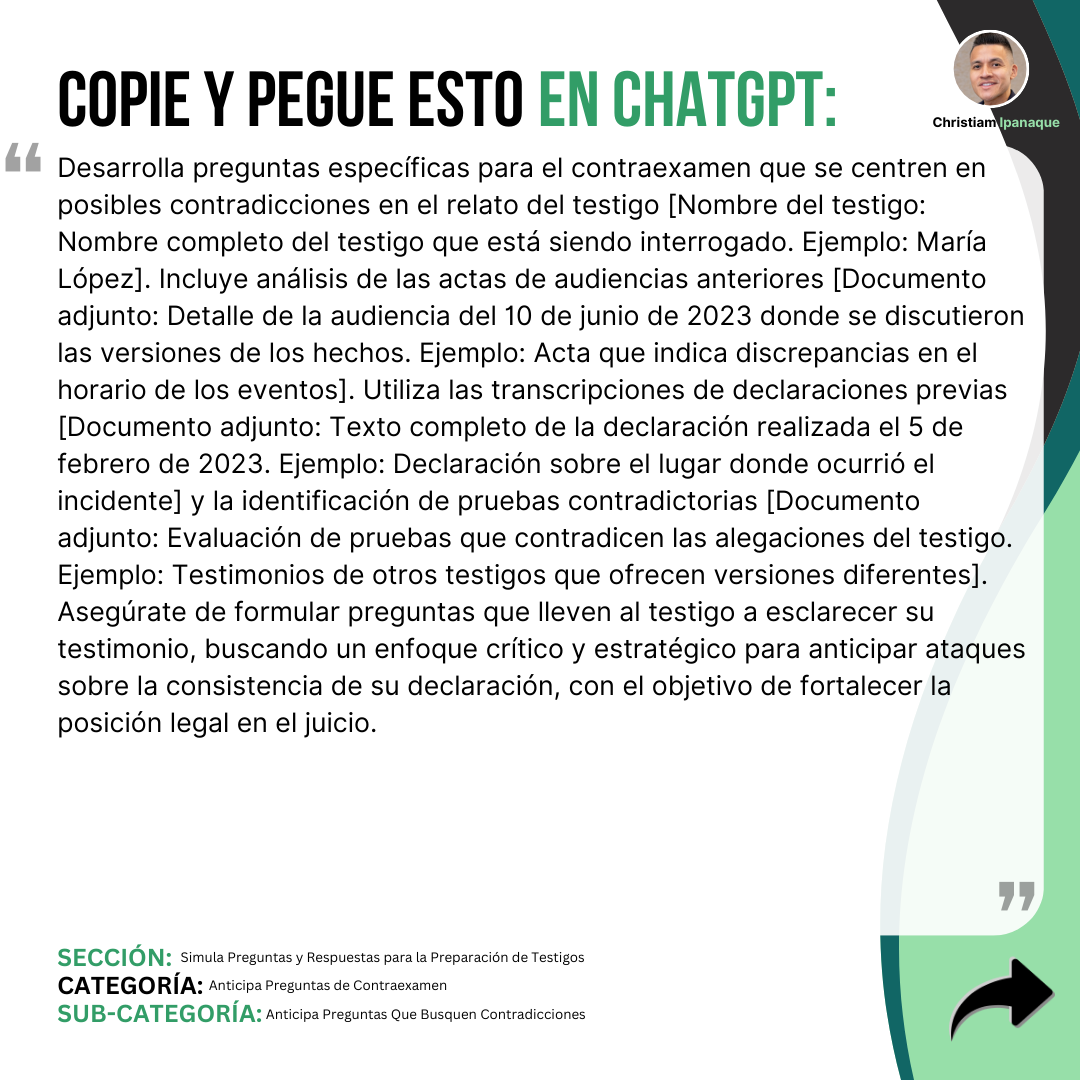 COPIE Y PEGUE ESTO EN CHATGPT:
Christiam Ipanaque
“
Desarrolla preguntas específicas para el contraexamen que se centren en
posibles contradicciones en el relato del testigo [Nombre del testigo:
Nombre completo del testigo que está siendo interrogado. Ejemplo: María
López]. Incluye análisis de las actas de audiencias anteriores [Documento
adjunto: Detalle de la audiencia del 10 de junio de 2023 donde se discutieron
las versiones de los hechos. Ejemplo: Acta que indica discrepancias en el
horario de los eventos]. Utiliza las transcripciones de declaraciones previas
[Documento adjunto: Texto completo de la declaración realizada el 5 de
febrero de 2023. Ejemplo: Declaración sobre el lugar donde ocurrió el
incidente] y la identificación de pruebas contradictorias [Documento
adjunto: Evaluación de pruebas que contradicen las alegaciones del testigo.
Ejemplo: Testimonios de otros testigos que ofrecen versiones diferentes].
Asegúrate de formular preguntas que lleven al testigo a esclarecer su
testimonio, buscando un enfoque crítico y estratégico para anticipar ataques
sobre la consistencia de su declaración, con el objetivo de fortalecer la
posición legal en el juicio.
”
SECCIÓN: Simula Preguntas y Respuestas para la Preparación de Testigos
CATEGORÍA: Anticipa Preguntas de Contraexamen
SUB-CATEGORÍA: Anticipa Preguntas Que Busquen Contradicciones